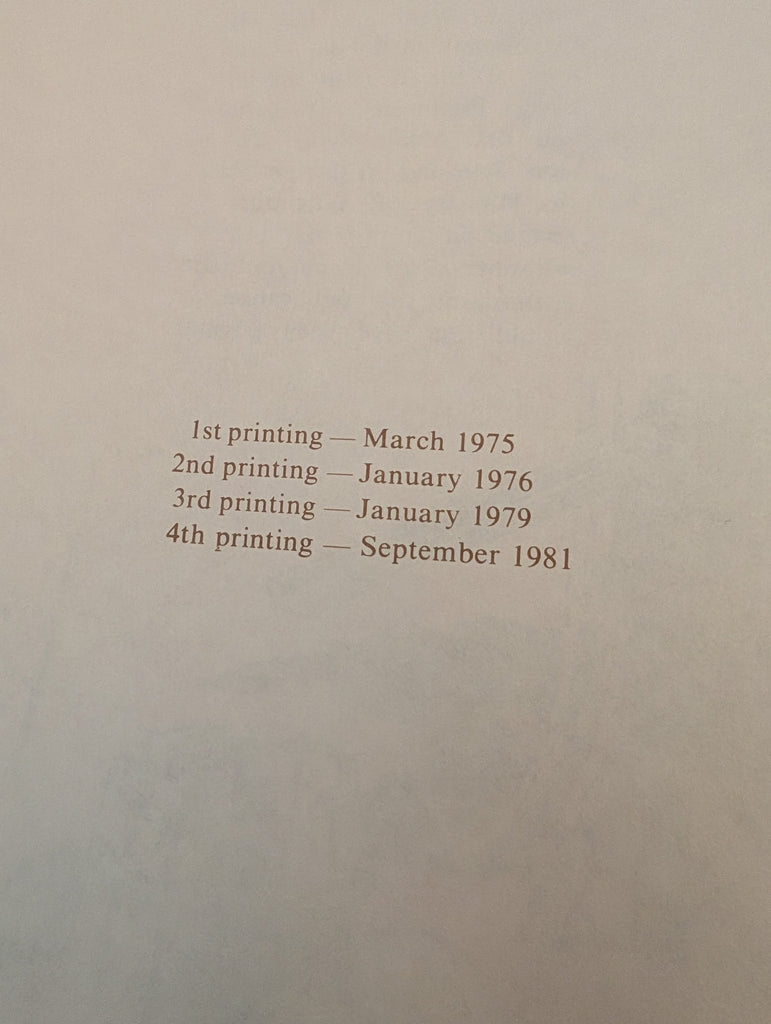 1st printing — March 1975
2nd printing — January 1976
3rd printing — January 1979
4th printing — September 1981